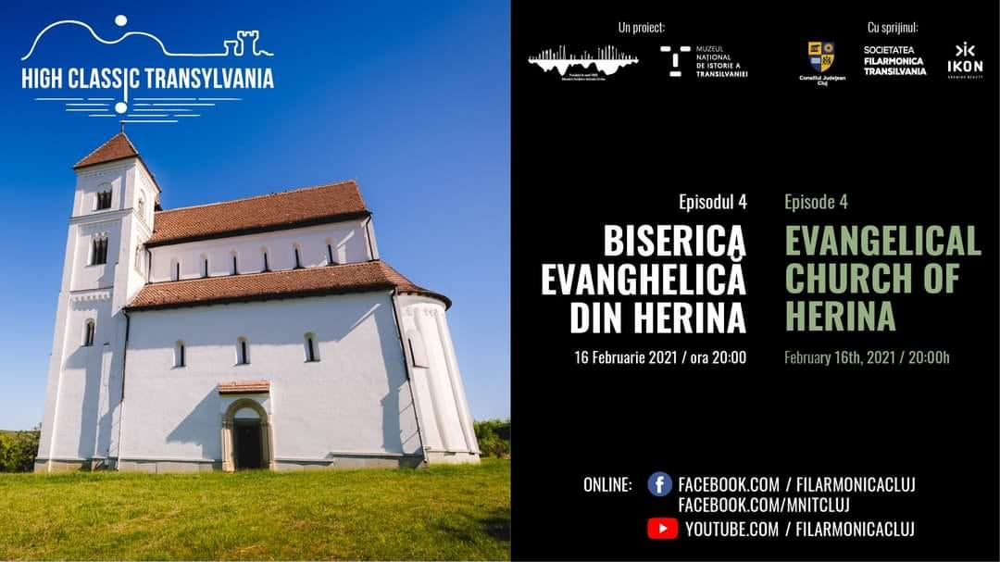 HIGH CLASSIC TRANSYLVANIA
Un proiect:
MUZEUL
NAȚIONAL
DE ISTORIE A
TRANSILVANIEI
Cu sprijinul:
Consiliul Județean
Cluj
SOCIETATEA
FILARMONICA
TRANSILVANIA
IKON
Episodul 4
BISERICA
EVANGHELICĂ
DIN HERINA
16 Februarie 2021 / ora 20:00
Episode 4
EVANGELICAL
CHURCH OF
HERINA
February 16th, 2021 / 20:00h
ONLINE:
FACEBOOK.COM / FILARMONICACLUJ
FACEBOOK.COM/MNITCLUJ
YOUTUBE.COM / FILARMONICACLUJ